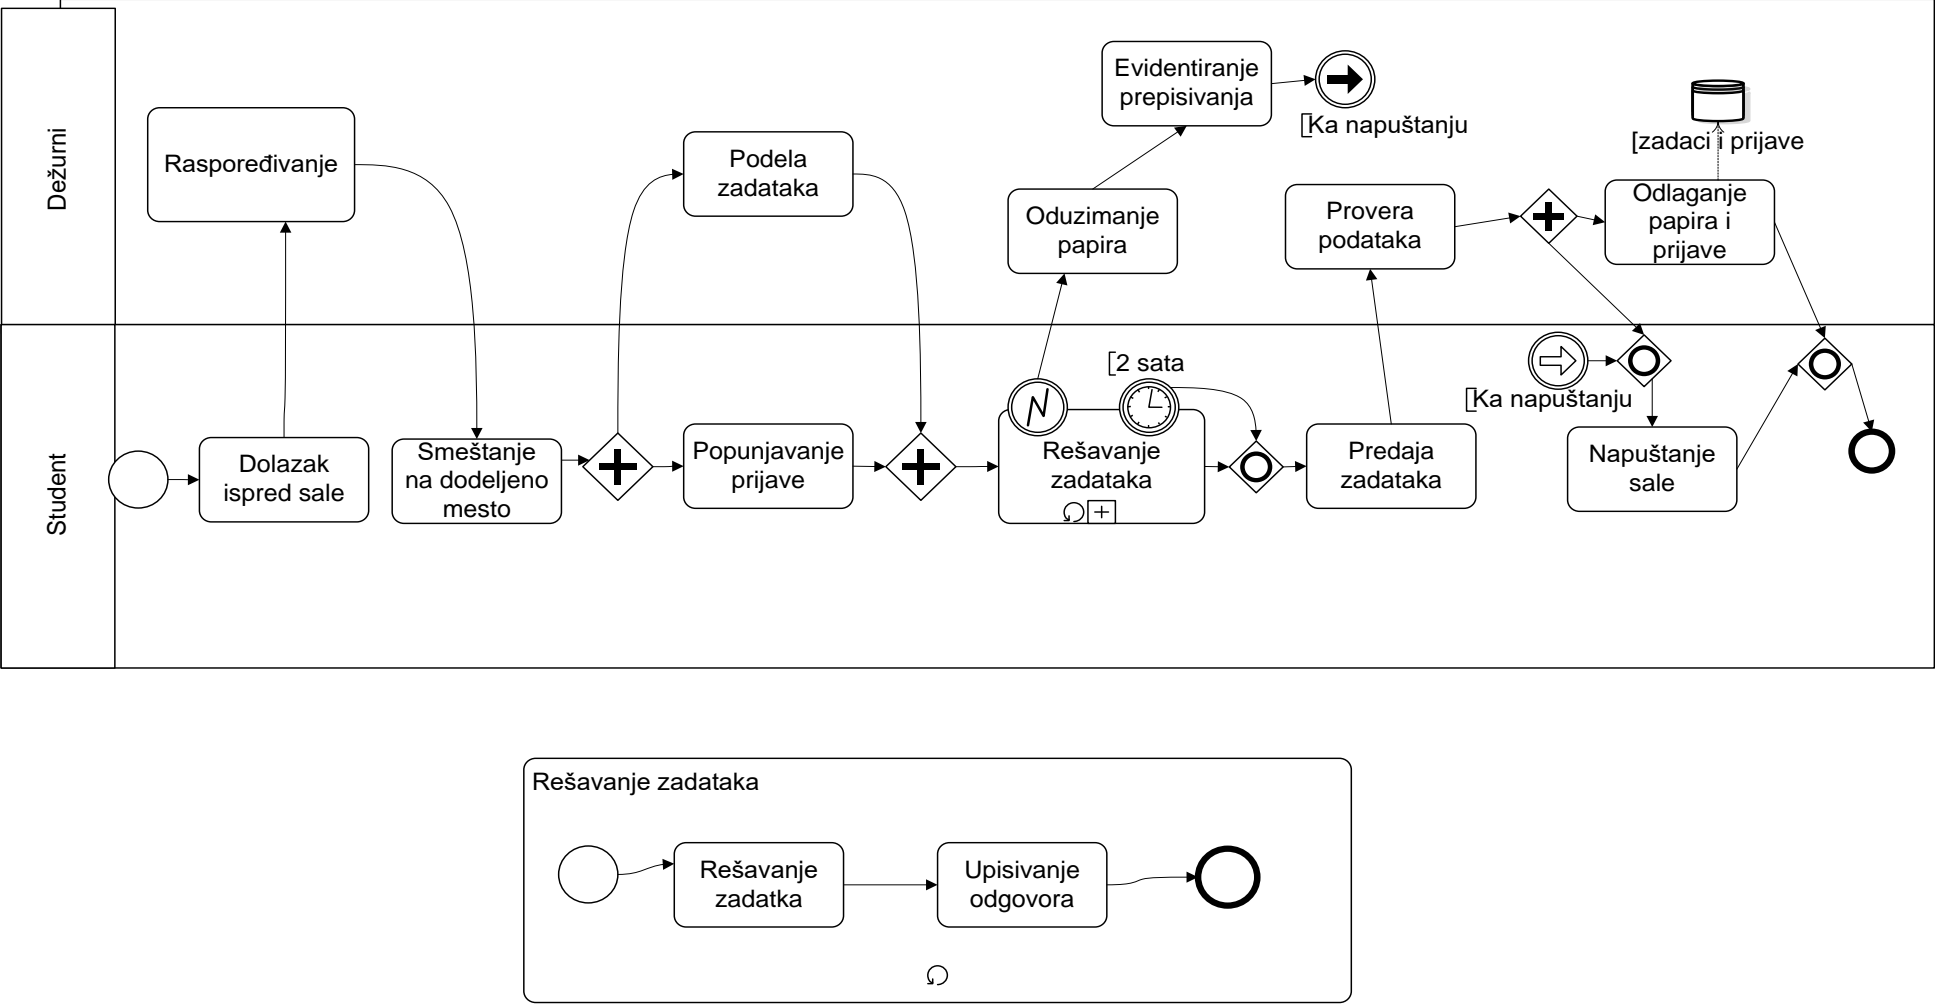 Dežurni
Raspoređivanje
Podela
zadataka
Evidentiranje
prepisivanja
[Ka napuštanju
Oduzimanje
papira
Provera
podataka
[zadaci i prijave
Odlaganje
papira i
prijave
Student
Dolazak
ispred sale
Smeštanje
na dodeljeno
mesto
Popunjavanje
prijave
[2 sata
Rešavanje
zadataka
Predaja
zadataka
[Ka napuštanju
Napuštanje
sale
Rešavanje zadataka
Rešavanje
zadatka
Upisivanje
odgovora